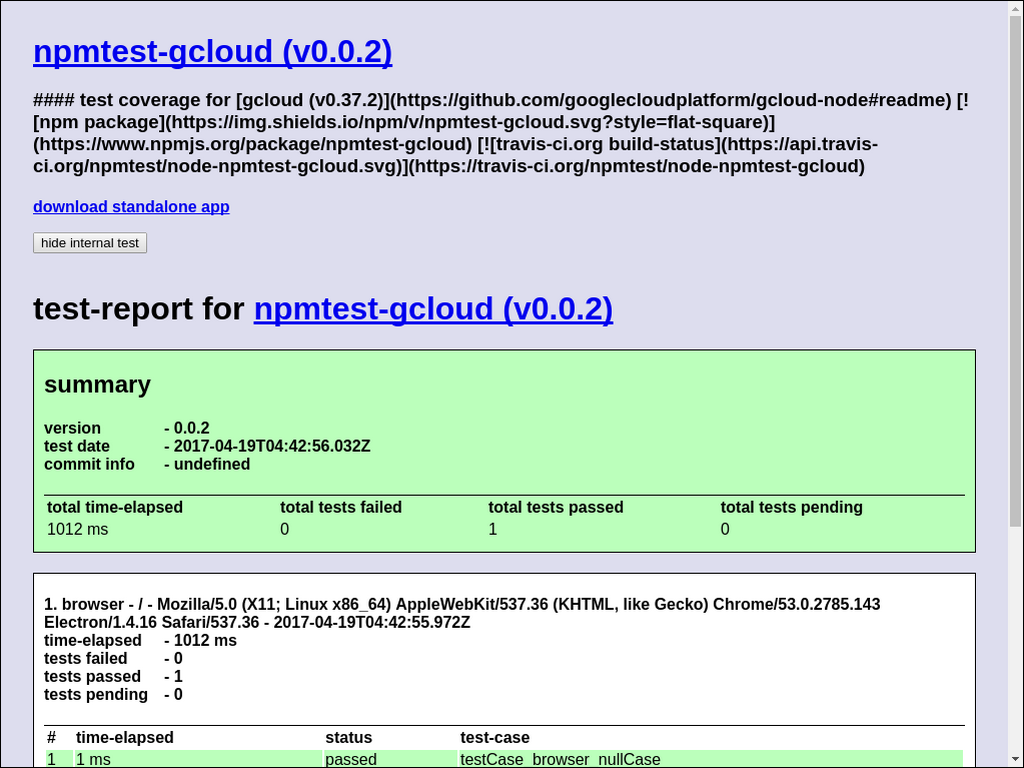 npmtest-gcloud (v0.0.2)
#### test coverage for [gcloud (v0.37.2)](https://github.com/googlecloudplatform/gcloud-node#readme) [!
[npm package](https://img.shields.io/npm/v/npmtest-gcloud.svg?style=flat-square)]
(https://www.npmjs.org/package/npmtest-gcloud) [![travis-ci.org build-status](https://api.travis-
ci.org/npmtest/node-npmtest-gcloud.svg)](https://travis-ci.org/npmtest/node-npmtest-gcloud)
download standalone app
hide internal test
test-report for npmtest-gcloud (v0.0.2)
summary
version - 0.0.2
test date - 2017-04-19T04:42:56.032Z
commit info - undefined
total time-elapsed total tests failed total tests passed total tests pending
1012 ms 0 1 0
1. browser - / - Mozilla/5.0 (X11; Linux x86_64) AppleWebKit/537.36 (KHTML, like Gecko) Chrome/53.0.2785.143
Electron/1.4.16 Safari/537.36 - 2017-04-19T04:42:55.972Z
time-elapsed - 1012 ms
tests failed - 0
tests passed - 1
tests pending - 0
# time-elapsed status test-case
1 1 ms passed testCase_browser_nullCase